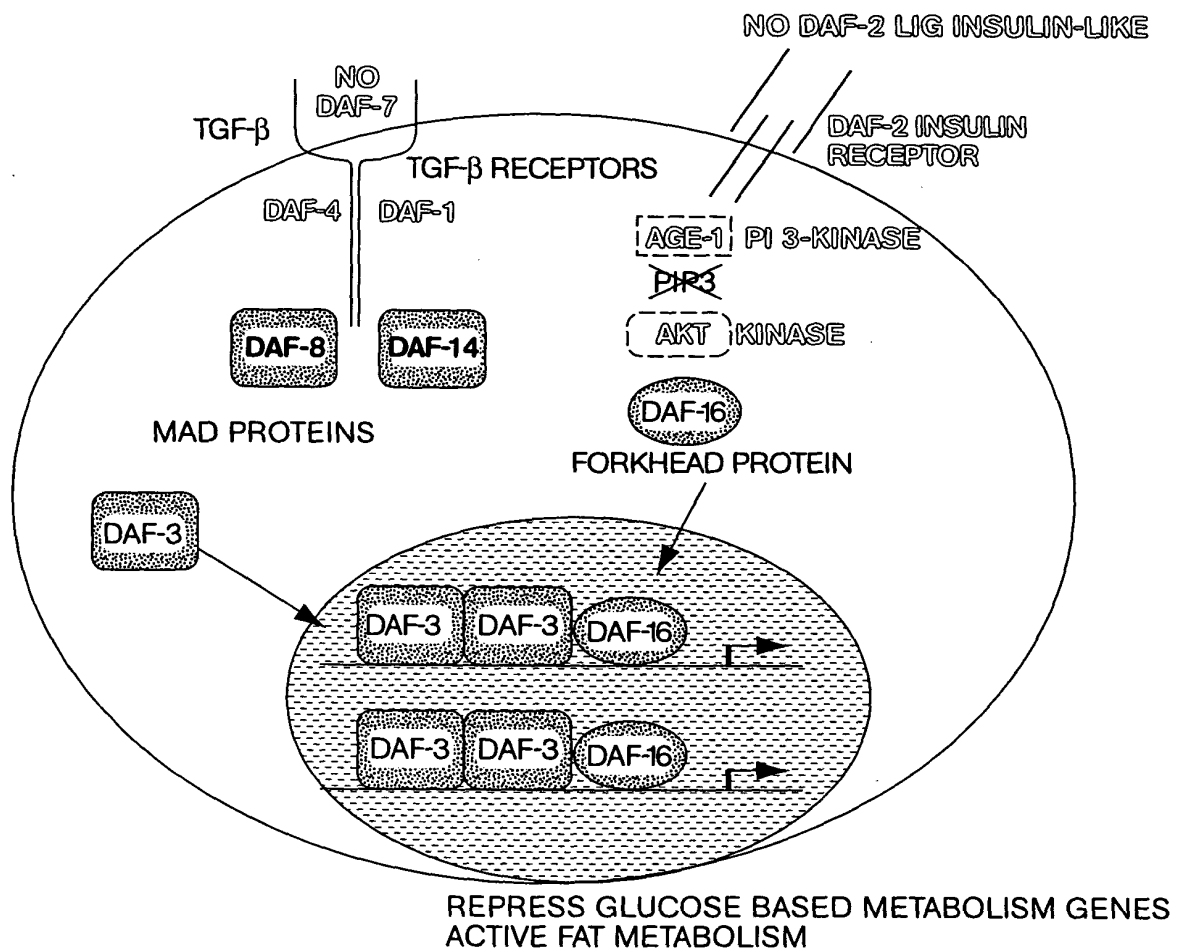 NO DAF-2 LIG INSULIN-LIKE
NO
DAF-7
TGF-β
DAF-2 INSULIN
RECEPTOR
TGF-β RECEPTORS
DAF-4 DAF-1
AGE-1 PI 3-KINASE
PIP3
AKT KINASE
DAF-8 DAF-14
DAF-16
MAD PROTEINS
FORKHEAD PROTEIN
DAF-3
DAF-3 DAF-3 DAF-16
DAF-3 DAF-3 DAF-16
REPRESS GLUCOSE BASED METABOLISM GENES
ACTIVE FAT METABOLISM